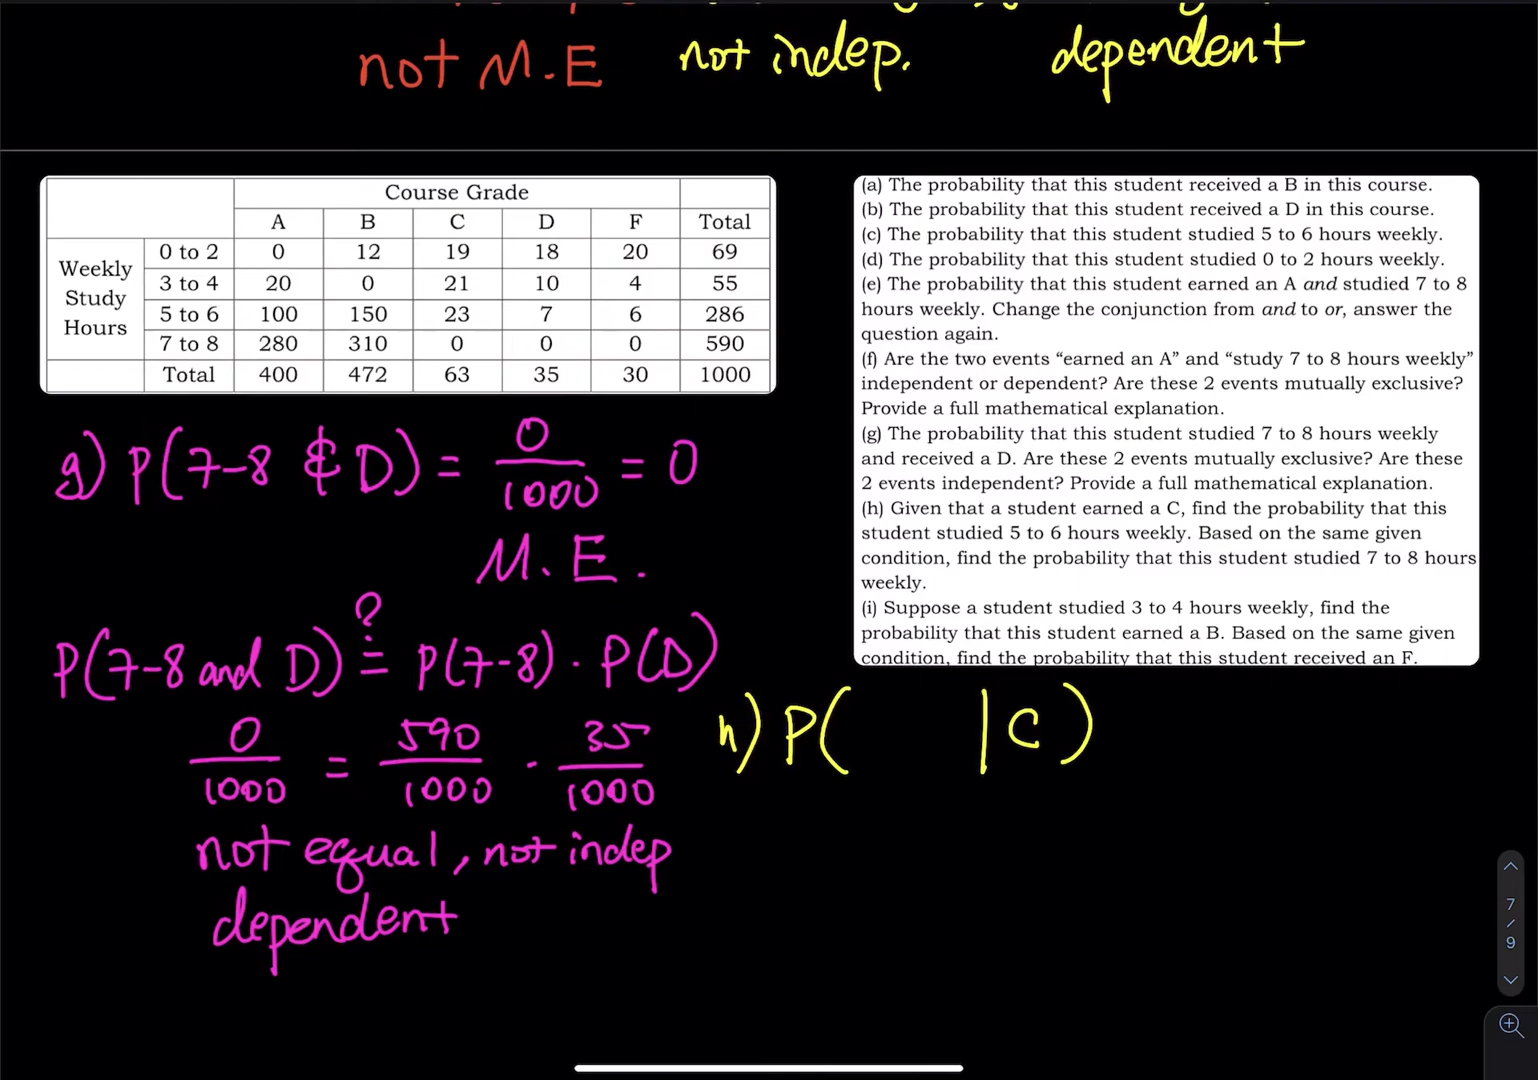 not M.E not indep. dependent
Course Grade
A B C D F Total
Weekly Study Hours
0 to 2 0 12 19 18 20 69
3 to 4 20 0 21 10 4 55
5 to 6 100 150 23 7 6 286
7 to 8 280 310 0 0 0 590
Total 400 472 63 35 30 1000
(a) The probability that this student received a B in this course.
(b) The probability that this student received a D in this course.
(c) The probability that this student studied 5 to 6 hours weekly.
(d) The probability that this student studied 0 to 2 hours weekly.
(e) The probability that this student earned an A and studied 7 to 8
hours weekly. Change the conjunction from and to or, answer the
question again.
(f) Are the two events “earned an A” and “study 7 to 8 hours weekly”
independent or dependent? Are these 2 events mutually exclusive?
Provide a full mathematical explanation.
(g) The probability that this student studied 7 to 8 hours weekly
and received a D. Are these 2 events mutually exclusive? Are these
2 events independent? Provide a full mathematical explanation.
(h) Given that a student earned a C, find the probability that this
student studied 5 to 6 hours weekly. Based on the same given
condition, find the probability that this student studied 7 to 8 hours
weekly.
(i) Suppose a student studied 3 to 4 hours weekly, find the
probability that this student earned a B. Based on the same given
condition, find the probability that this student received an F.
g) P(7-8 & D) = 0/1000 = 0
M.E.
P(7-8 and D) ?= P(7-8) · P(D)
0/1000 = 590/1000 · 35/1000
not equal, not indep
dependent
h) P( | C )
7
/
9